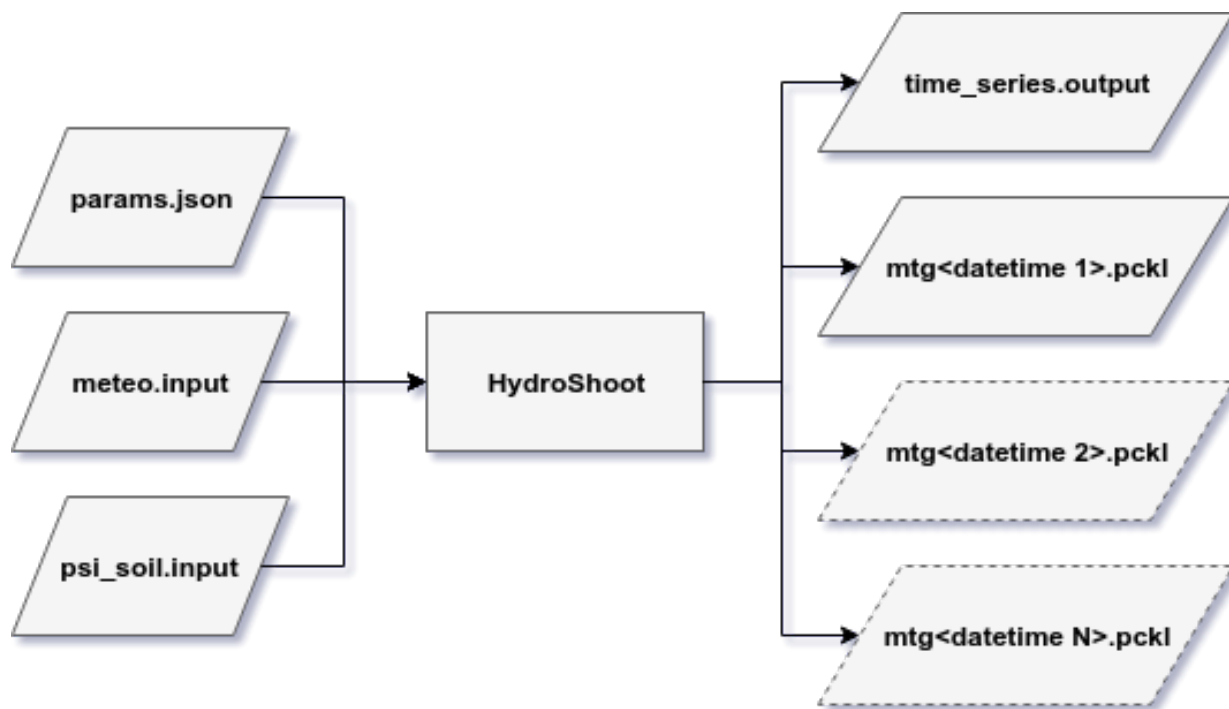 params.json
meteo.input
psi_soil.input
HydroShoot
time_series.output
mtg<datetime 1>.pckl
mtg<datetime 2>.pckl
mtg<datetime N>.pckl